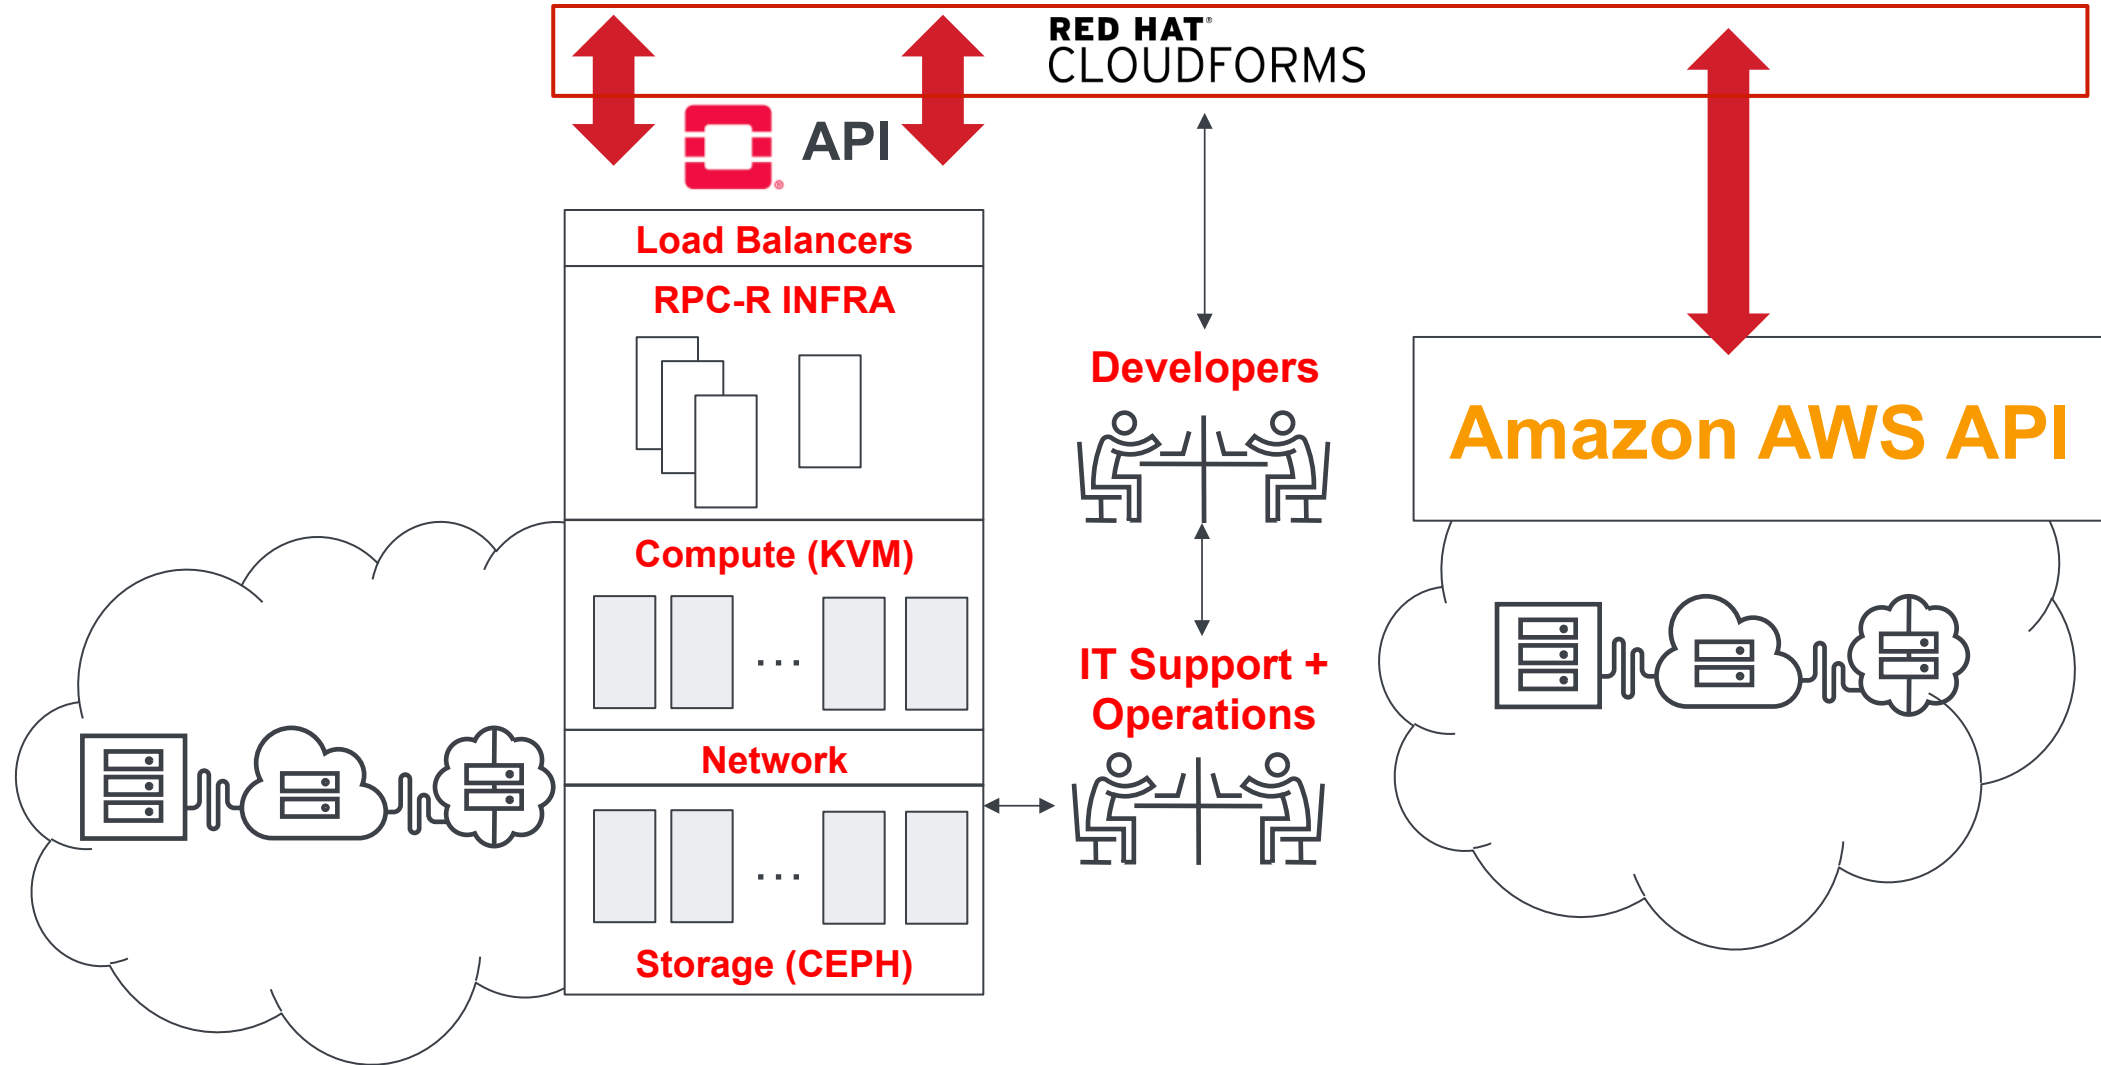 RED HAT®
CLOUDFORMS
API
Load Balancers
RPC-R INFRA
Compute (KVM)
...
Network
...
Storage (CEPH)
Developers
IT Support +
Operations
Amazon AWS API